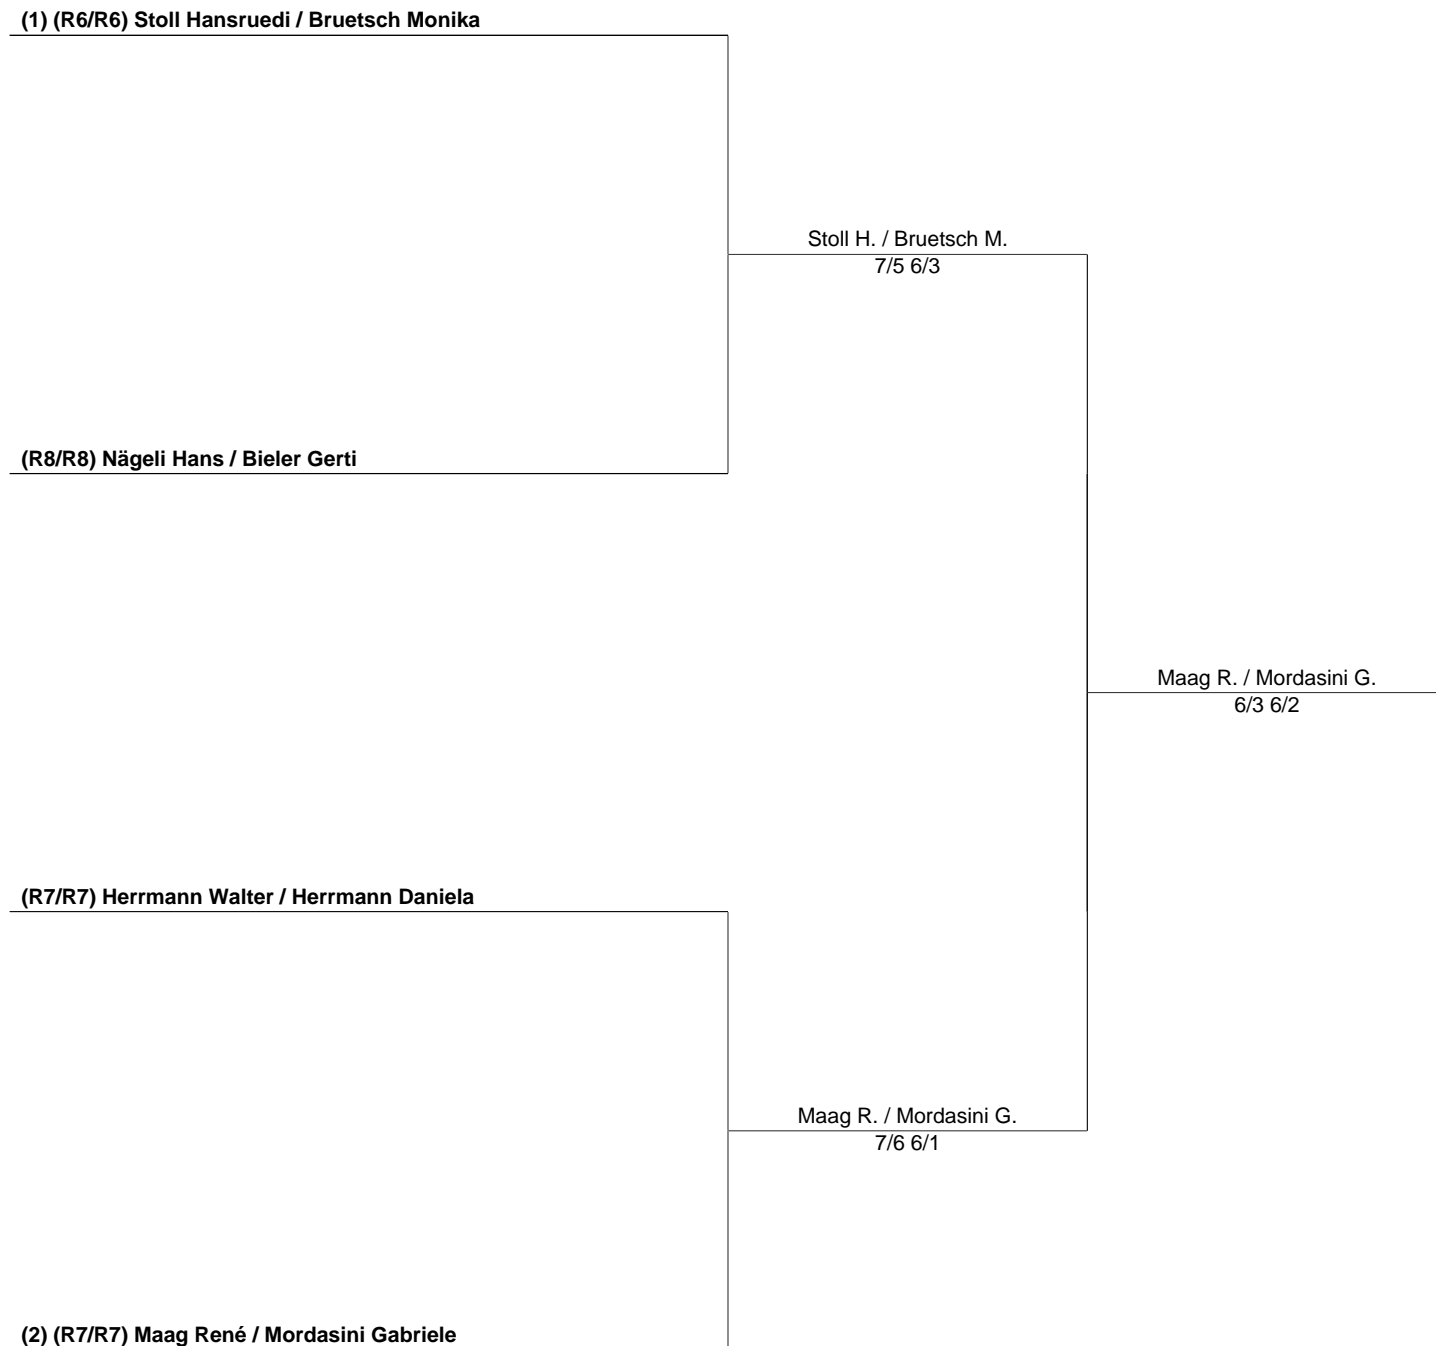 (1) (R6/R6) Stoll Hansruedi / Bruetsch Monika
Stoll H. / Bruetsch M.
7/5 6/3
(R8/R8) Nägeli Hans / Bieler Gerti
Maag R. / Mordasini G.
6/3 6/2
(R7/R7) Herrmann Walter / Herrmann Daniela
Maag R. / Mordasini G.
7/6 6/1
(2) (R7/R7) Maag René / Mordasini Gabriele